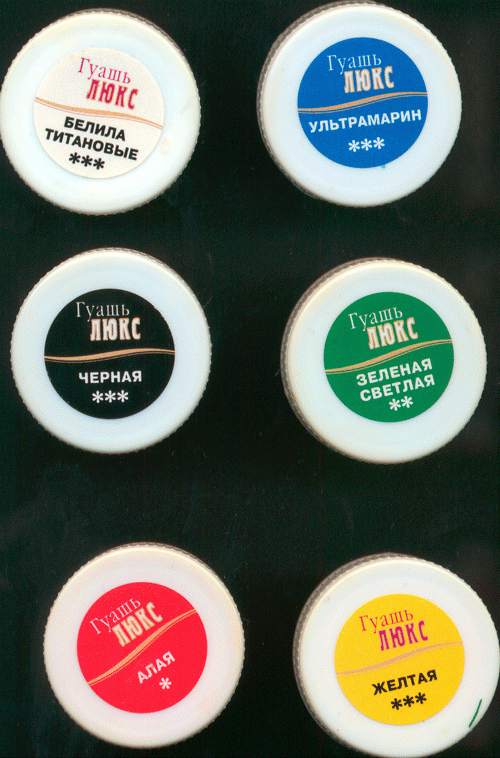 Гуашь
ЛЮКС
БЕЛИЛА
ТИТАНОВЫЕ
***
Гуашь
ЛЮКС
УЛЬТРАМАРИН
***
Гуашь
ЛЮКС
ЧЕРНАЯ
***
Гуашь
ЛЮКС
ЗЕЛЕНАЯ
СВЕТЛАЯ
**
Гуашь
ЛЮКС
АЛАЯ
*
Гуашь
ЛЮКС
ЖЕЛТАЯ
***